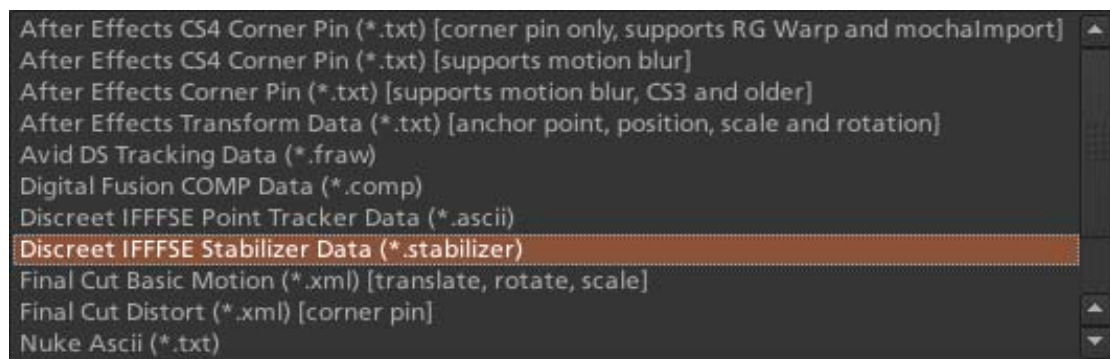 After Effects CS4 Corner Pin (*.txt) [corner pin only, supports RG Warp and mochaImport]
After Effects CS4 Corner Pin (*.txt) [supports motion blur]
After Effects Corner Pin (*.txt) [supports motion blur, CS3 and older]
After Effects Transform Data (*.txt) [anchor point, position, scale and rotation]
Avid DS Tracking Data (*.fraw)
Digital Fusion COMP Data (*.comp)
Discreet IFFFSE Point Tracker Data (*.ascii)
Discreet IFFFSE Stabilizer Data (*.stabilizer)
Final Cut Basic Motion (*.xml) [translate, rotate, scale]
Final Cut Distort (*.xml) [corner pin]
Nuke Ascii (*.txt)